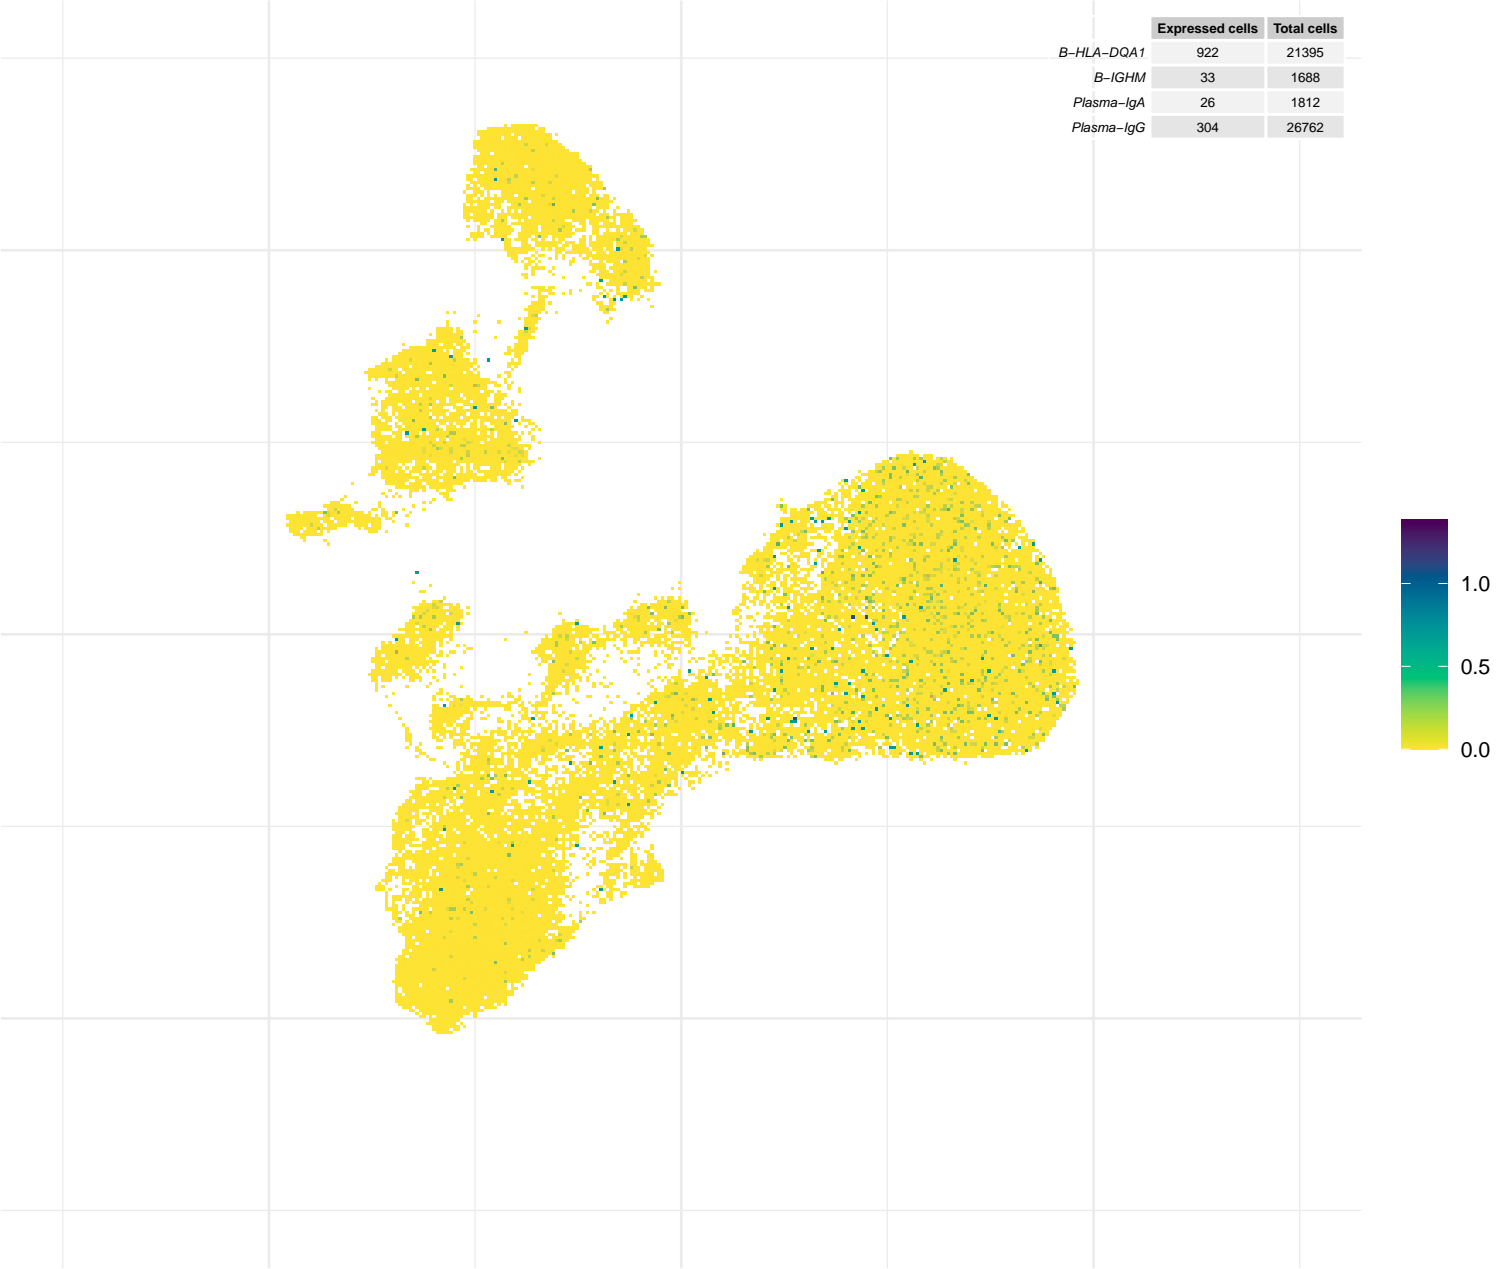 Expressed cells Total cells
B−HLA−DQA1 922 21395
B−IGHM 33 1688
Plasma−IgA 26 1812
Plasma−IgG 304 26762
1.0
0.5
0.0